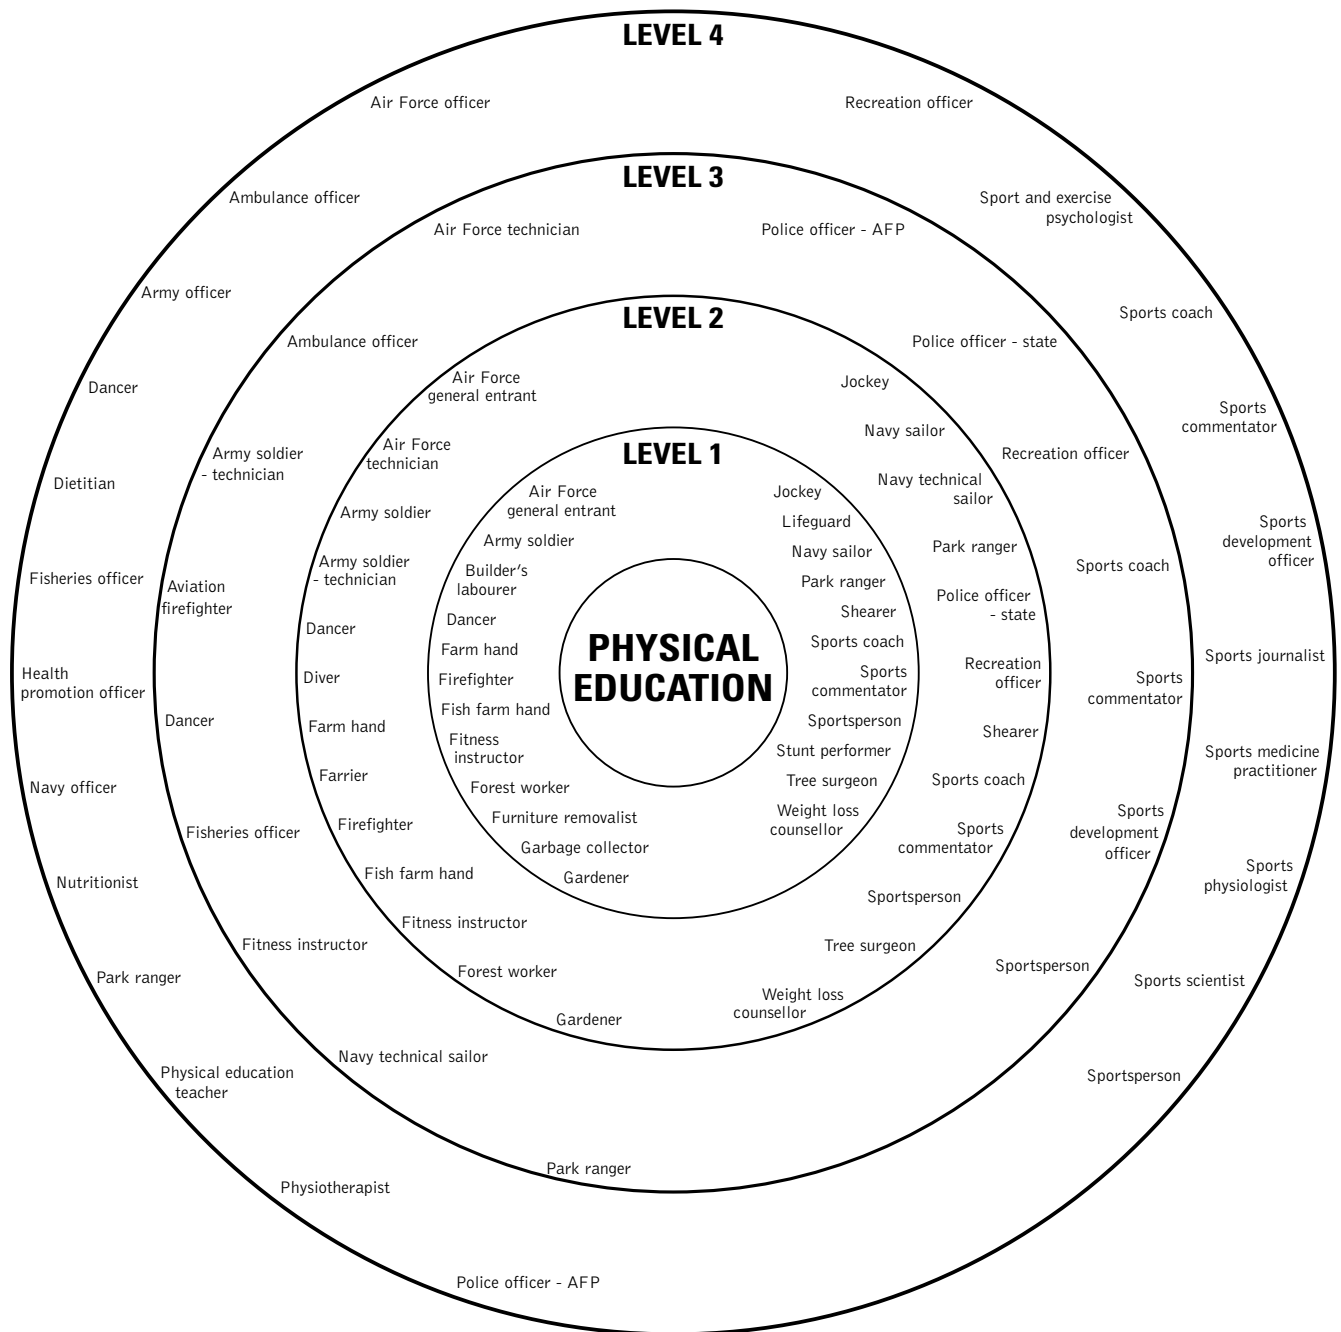 LEVEL 4
Air Force officer
Ambulance officer
Army officer
Dancer
Dietitian
Fisheries officer
Health
promotion officer
Navy officer
Nutritionist
Park ranger
Physical education
teacher
Physiotherapist
Police officer - AFP
Recreation officer
Sport and exercise
psychologist
Sports coach
Sports
commentator
Sports
development
officer
Sports journalist
Sports medicine
practitioner
Sports
physiologist
Sports scientist
Sportsperson
LEVEL 3
Air Force technician
Ambulance officer
Army soldier
- technician
Aviation
firefighter
Dancer
Fisheries officer
Fitness instructor
Navy technical sailor
Park ranger
Police officer - AFP
Police officer - state
Recreation officer
Sports coach
Sports
commentator
Sports
development
officer
Sportsperson
LEVEL 2
Air Force
general entrant
Air Force
technician
Army soldier
Army soldier
- technician
Dancer
Diver
Farm hand
Farrier
Firefighter
Fish farm hand
Fitness instructor
Forest worker
Gardener
Jockey
Navy sailor
Navy technical
sailor
Park ranger
Police officer
- state
Recreation
officer
Shearer
Sports coach
Sports
commentator
Sportsperson
Tree surgeon
Weight loss
counsellor
LEVEL 1
Air Force
general entrant
Army soldier
Builder's
labourer
Dancer
Farm hand
Firefighter
Fish farm hand
Fitness
instructor
Forest worker
Furniture removalist
Garbage collector
Gardener
Jockey
Lifeguard
Navy sailor
Park ranger
Shearer
Sports coach
Sports
commentator
Sportsperson
Stunt performer
Tree surgeon
Weight loss
counsellor
PHYSICAL
EDUCATION